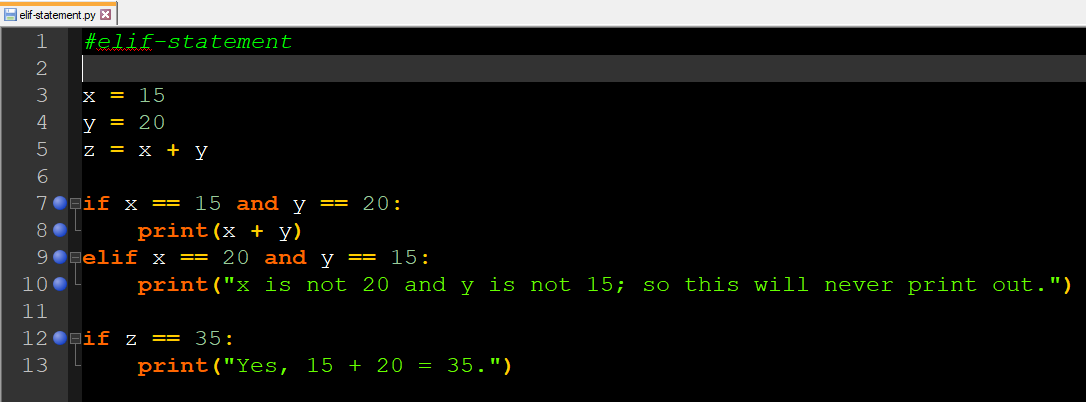 elif-statement.py
1 #elif-statement
2
3 x = 15
4 y = 20
5 z = x + y
6
7 if x == 15 and y == 20:
8     print(x + y)
9 elif x == 20 and y == 15:
10     print("x is not 20 and y is not 15; so this will never print out.")
11
12 if z == 35:
13     print("Yes, 15 + 20 = 35.")